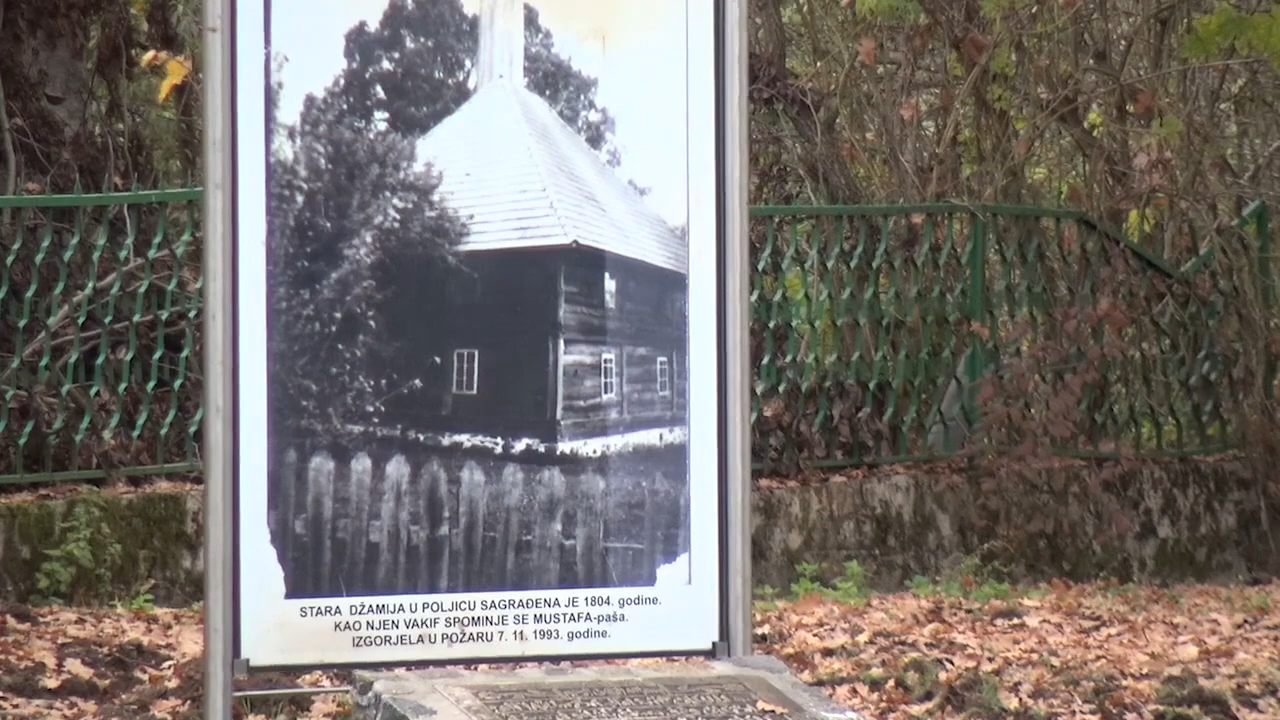 STARA DŽAMIJA U POLJICU SAGRAĐENA JE 1804. godine.
KAO NJEN VAKIF SPOMINJE SE MUSTAFA-paša.
IZGORJELA U POŽARU 7. 11. 1993. godine.